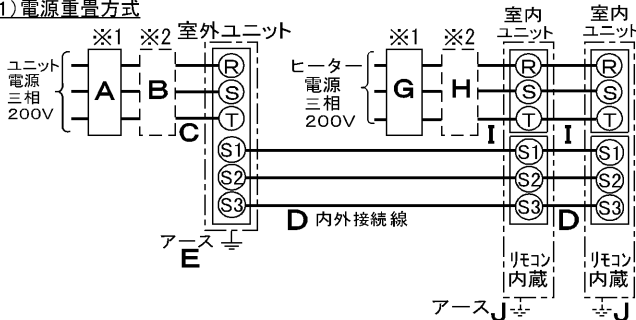 1)電源重畳方式
※1 ※2 室外ユニット
ユニット
電源
三相
200V
A B C
R
S
T
S1
S2
S3
アース
E
D 内外接続線
※1 ※2
ヒーター
電源
三相
200V
G H I I
室内
ユニット
R
S
T
S1
S2
S3
リモコン
内蔵
室内
ユニット
R
S
T
S1
S2
S3
D
リモコン
内蔵
アース J J